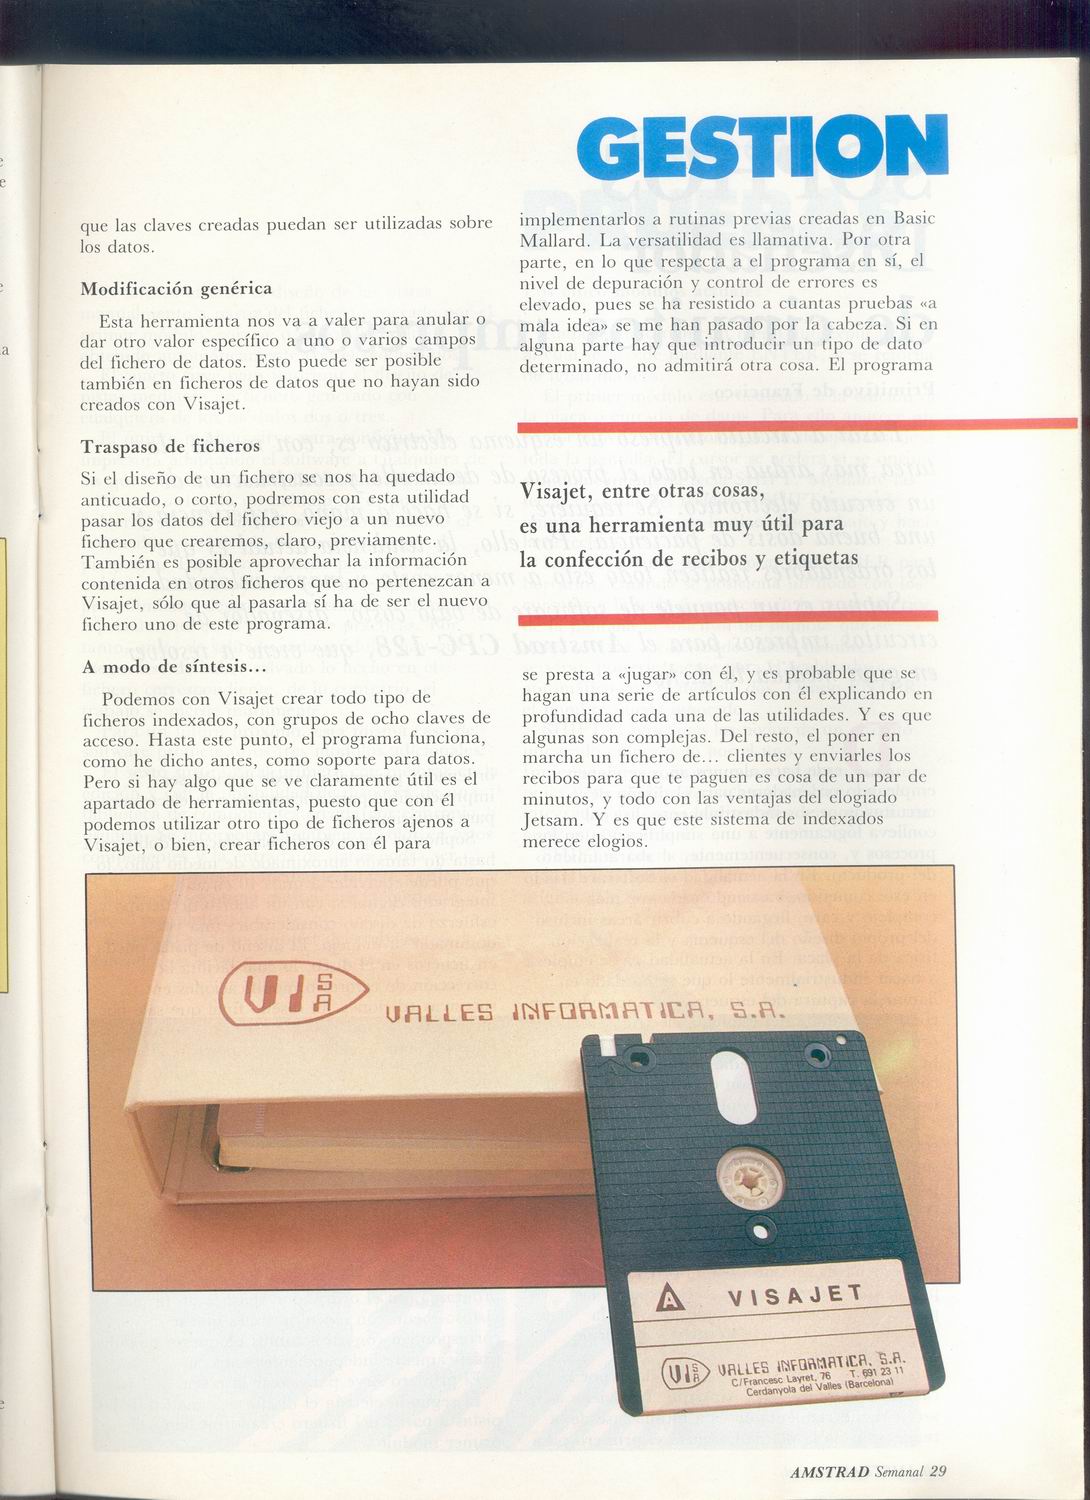 GESTION
que las claves creadas puedan ser utilizadas sobre
los datos.
Modificación genérica
Esta herramienta nos va a valer para anular o
dar otro valor específico a uno o varios campos
del fichero de datos. Esto puede ser posible
también en ficheros de datos que no hayan sido
creados con Visajet.
Traspaso de ficheros
Si el diseño de un fichero se nos ha quedado
anticuado, o corto, podremos con esta utilidad
pasar los datos del fichero viejo a un nuevo
fichero que crearemos, claro, previamente.
También es posible aprovechar la información
contenida en otros ficheros que no pertenezcan a
Visajet, sólo que al pasarla sí ha de ser el nuevo
fichero uno de este programa.
A modo de síntesis...
Podemos con Visajet crear todo tipo de
ficheros indexados, con grupos de ocho claves de
acceso. Hasta este punto, el programa funciona,
como he dicho antes, como soporte para datos.
Pero si hay algo que se ve claramente útil es el
apartado de herramientas, puesto que con él
podemos utilizar otro tipo de ficheros ajenos a
Visajet, o bien, crear ficheros con él para
implementarlos a rutinas previas creadas en Basic
Mallard. La versatilidad es llamativa. Por otra
parte, en lo que respecta a el programa en sí, el
nivel de depuración y control de errores es
elevado, pues se ha resistido a cuantas pruebas «a
mala idea» se me han pasado por la cabeza. Si en
alguna parte hay que introducir un tipo de dato
determinado, no admitirá otra cosa. El programa
Visajet, entre otras cosas,
es una herramienta muy útil para
la confección de recibos y etiquetas
se presta a «jugar» con él, y es probable que se
hagan una serie de artículos con él explicando en
profundidad cada una de las utilidades. Y es que
algunas son complejas. Del resto, el poner en
marcha un fichero de... clientes y enviarles los
recibos para que te paguen es cosa de un par de
minutos, y todo con las ventajas del elogiado
Jetsam. Y es que este sistema de indexados
merece elogios.
VISA VALLES INFORMATICA, S.A.
A VISAJET
VISA VALLES INFORMATICA, S.A.
C/Francesc Layret, 76 T. 691 23 11
Cerdanyola del Valles (Barcelona)
AMSTRAD Semanal 29